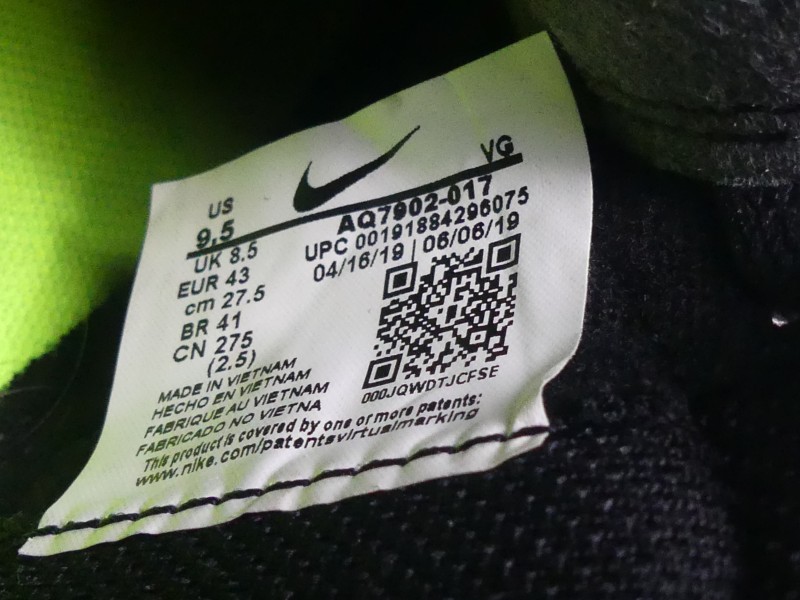 US
9.5
VG
AQ7902-017
UPC 00191884296075
04/16/19 | 06/06/19
UK 8.5
EUR 43
cm 27.5
BR 41
CN 275
(2.5)
000JQWDTJCFSE
MADE IN VIETNAM
HECHO EN VIETNAM
FABRIQUE AU VIETNAM
FABRICADO NO VIETNA
This product is covered by one or more patents:
www.nike.com/patentsvirtualmarking